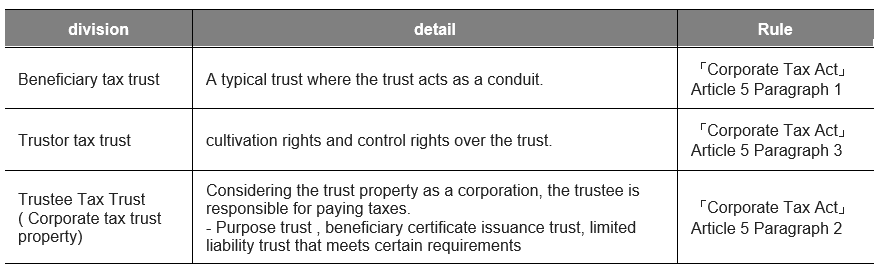 division detail Rule
Beneficiary tax trust A typical trust where the trust acts as a conduit. 「Corporate Tax Act」
Article 5 Paragraph 1
Trustor tax trust cultivation rights and control rights over the trust. 「Corporate Tax Act」
Article 5 Paragraph 3
Trustee Tax Trust
( Corporate tax trust
property)
Considering the trust property as a corporation, the trustee is
responsible for paying taxes.
- Purpose trust , beneficiary certificate issuance trust, limited
liability trust that meets certain requirements
「Corporate Tax Act」
Article 5 Paragraph 2